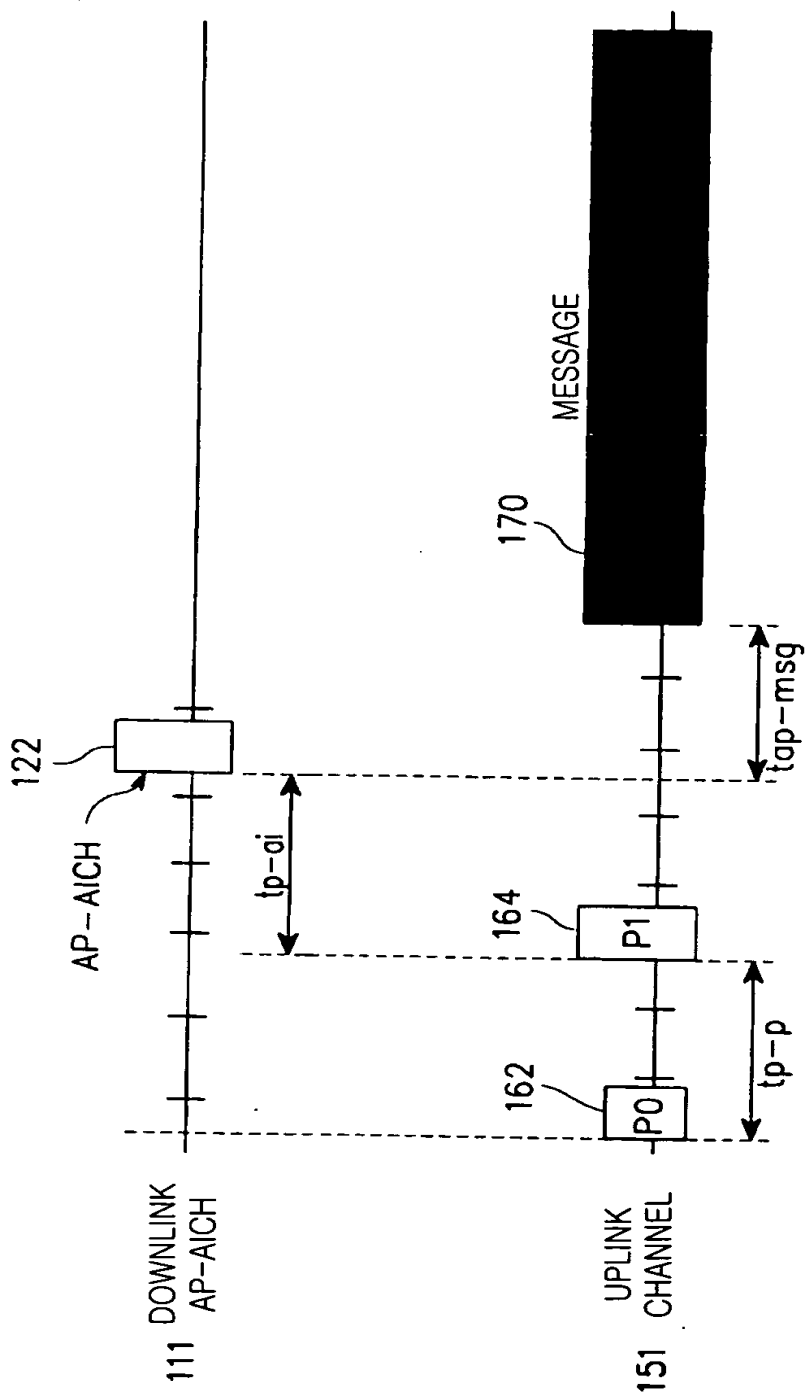 111 DOWNLINK
AP-AICH
AP-AICH
122
tp-ai
151 UPLINK
CHANNEL
162
P0
tp-p
164
P1
170
MESSAGE
tap-msg